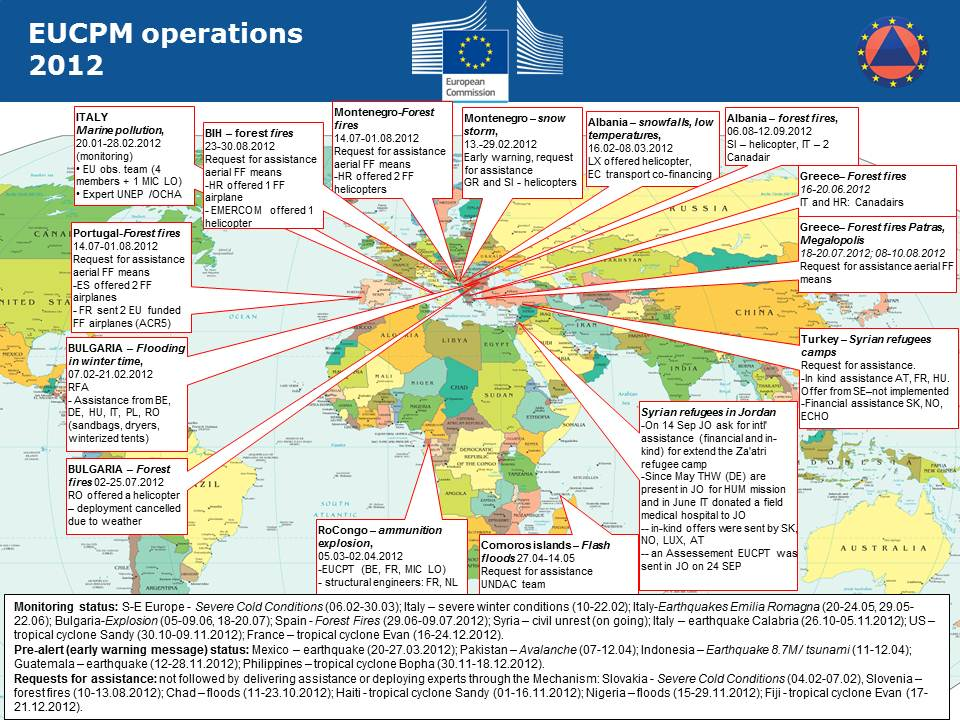 EUCPM operations
2012
European
Commission
ITALY
Marine pollution,
20.01-28.02.2012
(monitoring)
• EU obs. team (4
members + 1 MIC LO)
• Expert UNEP /OCHA
BIH – forest fires
23-30.08.2012
Request for assistance
aerial FF means
-HR offered 1 FF
airplane
- EMERCOM offered 1
helicopter
Montenegro-Forest
fires
14.07-01.08.2012
Request for assistance
aerial FF means
-HR offered 2 FF
helicopters
Montenegro – snow
storm,
13.-29.02.2012
Early warning, request
for assistance
GR and SI - helicopters
Albania – snowfalls, low
temperatures,
16.02-08.03.2012
LX offered helicopter,
EC transport co-financing
Albania – forest fires,
06.08-12.09.2012
SI – helicopter, IT – 2
Canadair
Greece– Forest fires
16-20.06.2012
IT and HR: Canadairs
Greece– Forest fires Patras,
Megalopolis
18-20.07.2012; 08-10.08.2012
Request for assistance aerial FF
means
Portugal-Forest fires
14.07-01.08.2012
Request for assistance
aerial FF means
-ES offered 2 FF
airplanes
- FR sent 2 EU funded
FF airplanes (ACR5)
BULGARIA – Flooding
in winter time,
07.02-21.02.2012
RFA
- Assistance from BE,
DE, HU, IT, PL, RO
(sandbags, dryers,
winterized tents)
BULGARIA – Forest
fires 02-25.07.2012
RO offered a helicopter
– deployment cancelled
due to weather
Turkey – Syrian refugees
camps
Request for assistance.
-In kind assistance AT, FR, HU.
Offer from SE–not implemented
-Financial assistance SK, NO,
ECHO
Syrian refugees in Jordan
-On 14 Sep JO ask for intl'
assistance (financial and in-
kind) for extend the Za'atri
refugee camp
-Since May THW (DE) are
present in JO for HUM mission
and in June IT donated a field
medical hospital to JO
-- in-kind offers were sent by SK,
NO, LUX, AT
-- an Assessement EUCPT was
sent in JO on 24 SEP
RoCongo – ammunition
explosion,
05.03-02.04.2012
-EUCPT (BE, FR, MIC LO)
- structural engineers: FR, NL
Comoros islands – Flash
floods 27.04-14.05
Request for assistance
UNDAC team
RUSSIA
CHINA
INDIA
IRAN
ALGERIA
LIBYA
EGYPT
MALI
NIGER
CHAD
SUDAN
ETHIOPIA
SOMALIA
DEMOCRATIC
REPUBLIC
OF THE CONGO
TANZANIA
ANGOLA
OCEAN
SOUTH
ATLANTIC
MEXICO
CHILE
ARGENTINA
AUSTRALIA
PAPUA
NEW GUINEA
Monitoring status: S-E Europe - Severe Cold Conditions (06.02-30.03); Italy – severe winter conditions (10-22.02); Italy-Earthquakes Emilia Romagna (20-24.05, 29.05-
22.06); Bulgaria-Explosion (05-09.06, 18-20.07); Spain - Forest Fires (29.06-09.07.2012); Syria – civil unrest (on going); Italy – earthquake Calabria (26.10-05.11.2012); US –
tropical cyclone Sandy (30.10-09.11.2012); France – tropical cyclone Evan (16-24.12.2012).
Pre-alert (early warning message) status: Mexico – earthquake (20-27.03.2012); Pakistan – Avalanche (07-12.04); Indonesia – Earthquake 8.7M / tsunami (11-12.04);
Guatemala – earthquake (12-28.11.2012); Philippines – tropical cyclone Bopha (30.11-18.12.2012).
Requests for assistance: not followed by delivering assistance or deploying experts through the Mechanism: Slovakia - Severe Cold Conditions (04.02-07.02), Slovenia –
forest fires (10-13.08.2012); Chad – floods (11-23.10.2012); Haiti - tropical cyclone Sandy (01-16.11.2012); Nigeria – floods (15-29.11.2012); Fiji - tropical cyclone Evan (17-
21.12.2012).